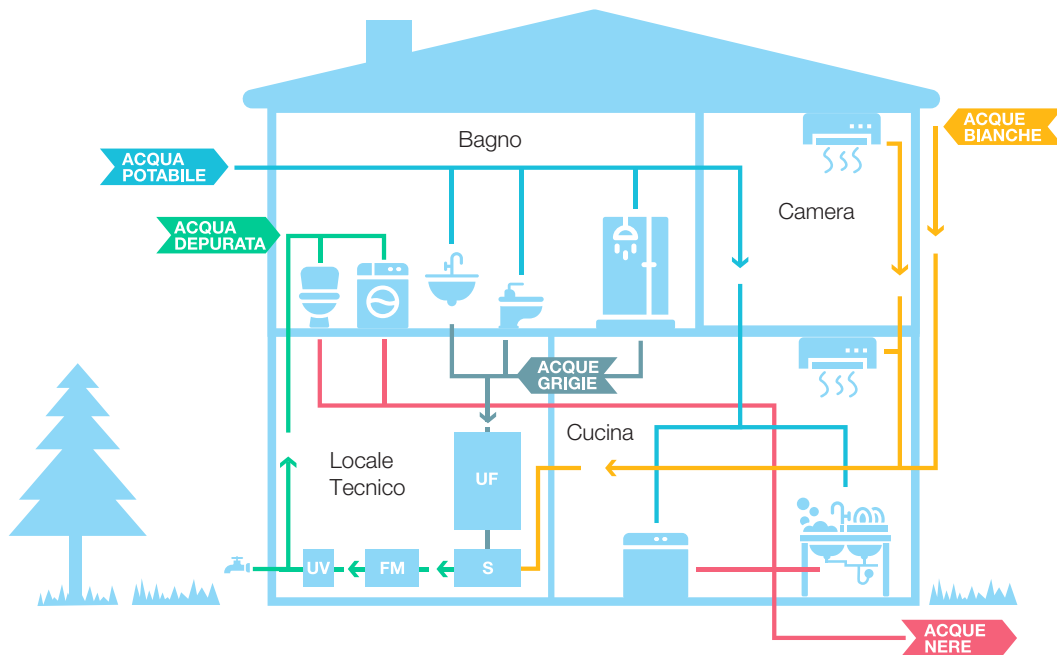 Bagno
ACQUE
BIANCHE
ACQUA
POTABILE
Camera
ACQUA
DEPURATA
ACQUE
GRIGIE
Cucina
Locale
Tecnico
UF
UV
FM
S
ACQUE
NERE